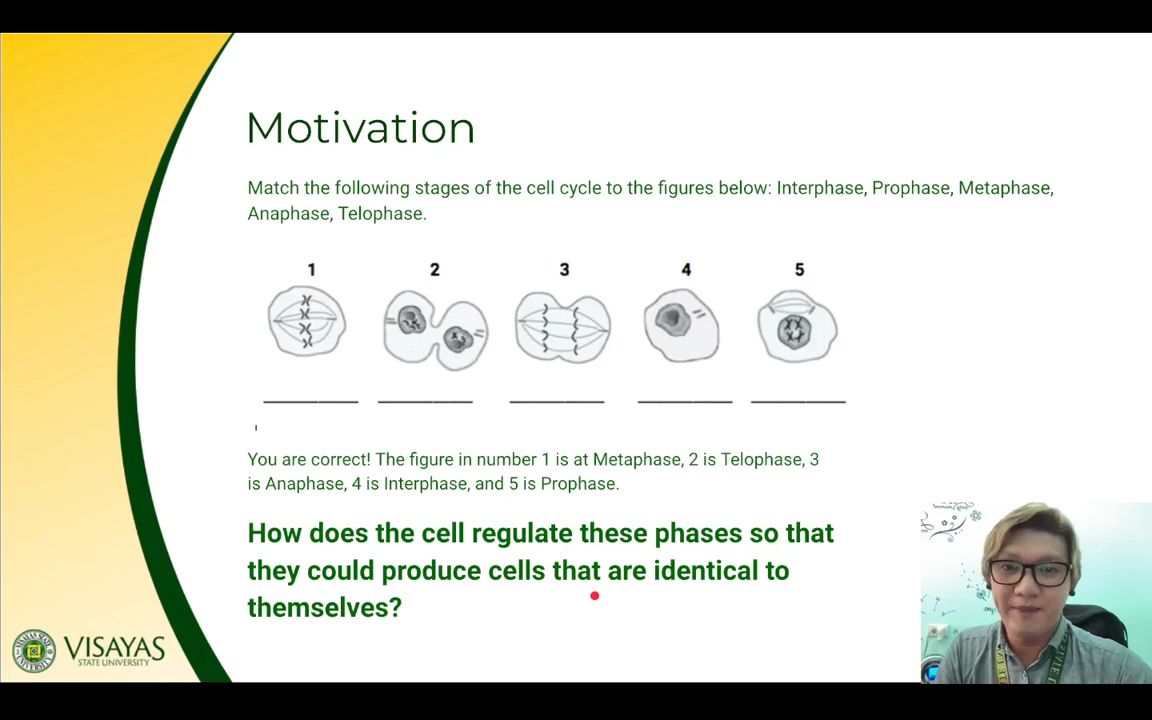 Motivation
Match the following stages of the cell cycle to the figures below: Interphase, Prophase, Metaphase,
Anaphase, Telophase.
1 2 3 4 5
You are correct! The figure in number 1 is at Metaphase, 2 is Telophase, 3
is Anaphase, 4 is Interphase, and 5 is Prophase.
How does the cell regulate these phases so that
they could produce cells that are identical to
themselves?
VISAYAS
STATE UNIVERSITY